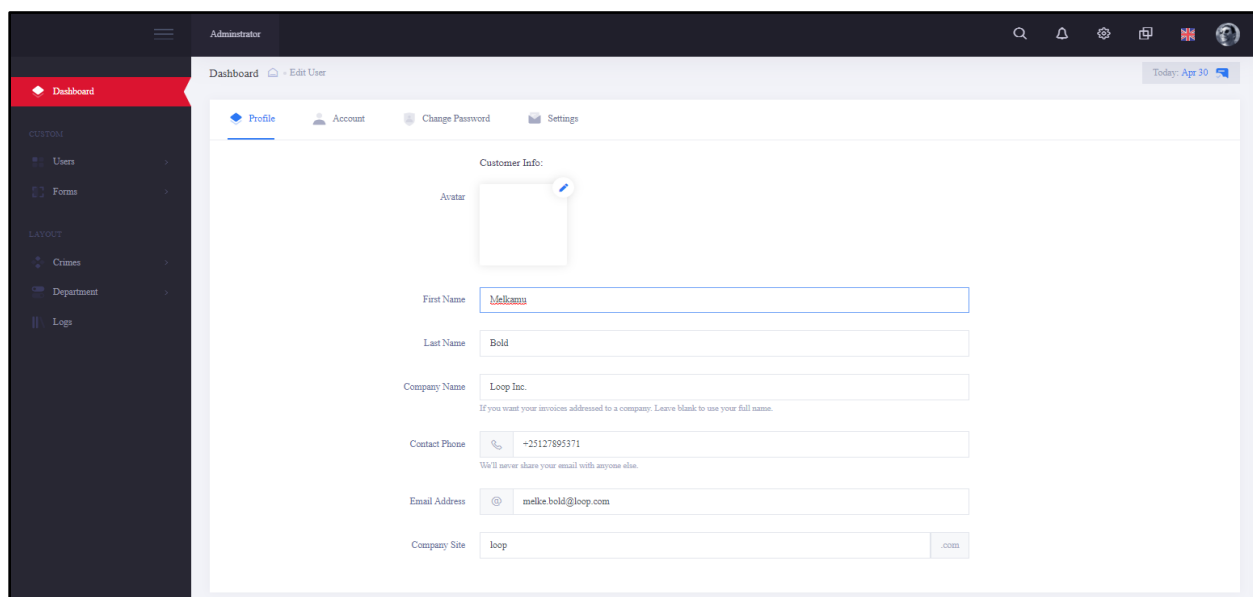 Adminstrator
Dashboard - Edit User
Today: Apr 30
Dashboard
CUSTOM
Users
Forms
LAYOUT
Crimes
Department
Logs
Profile Account Change Password Settings
Customer Info:
Avatar
First Name Melkamu
Last Name Bold
Company Name Loop Inc.
If you want your invoices addressed to a company. Leave blank to use your full name.
Contact Phone +25127895371
We'll never share your email with anyone else.
Email Address @ melke.bold@loop.com
Company Site loop .com